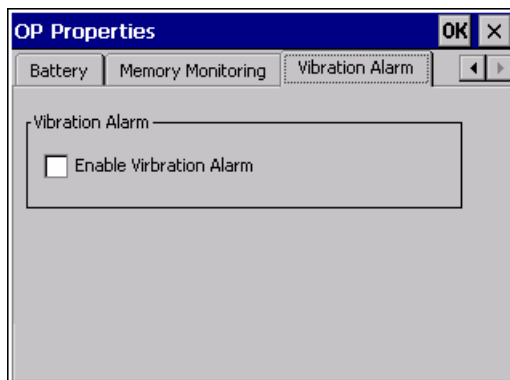 OP Properties OK ×
Battery Memory Monitoring Vibration Alarm
Vibration Alarm
Enable Virbration Alarm